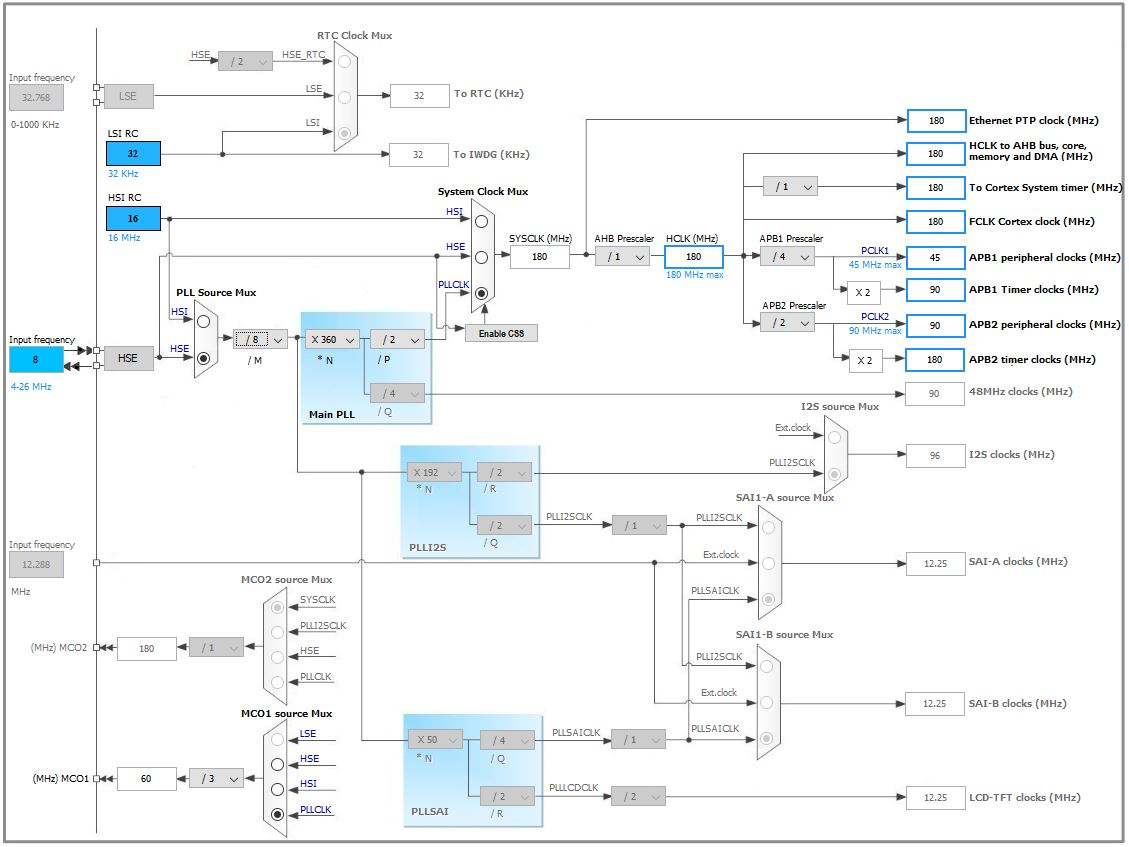 RTC Clock Mux
HSE
/ 2
HSE_RTC
Input frequency
32.768
0-1000 KHz
LSE
LSE
32
To RTC (KHz)
LSI
LSI RC
32
32 KHz
32
To IWDG (KHz)
180
Ethernet PTP clock (MHz)
180
HCLK to AHB bus, core,
memory and DMA (MHz)
/ 1
180
To Cortex System timer (MHz)
180
FCLK Cortex clock (MHz)
HSI RC
16
16 MHz
System Clock Mux
HSI
HSE
PLLCLK
SYSCLK (MHz)
180
AHB Prescaler
/ 1
HCLK (MHz)
180
180 MHz max
APB1 Prescaler
/ 4
PCLK1
45 MHz max
45
APB1 peripheral clocks (MHz)
X 2
90
APB1 Timer clocks (MHz)
APB2 Prescaler
/ 2
PCLK2
90 MHz max
90
APB2 peripheral clocks (MHz)
X 2
180
APB2 timer clocks (MHz)
PLL Source Mux
HSI
HSE
Input frequency
8
4-26 MHz
HSE
/ 8
/ M
X 360
* N
/ 2
/ P
/ 4
/ Q
Main PLL
Enable CSS
90
48MHz clocks (MHz)
I2S source Mux
Ext.clock
PLLI2SCLK
96
I2S clocks (MHz)
X 192
* N
/ 2
/ R
/ 2
/ Q
PLLI2S
PLLI2SCLK
/ 1
SAI1-A source Mux
PLLI2SCLK
Ext.clock
PLLSAICLK
12.25
SAI-A clocks (MHz)
Input frequency
12.288
MHz
MCO2 source Mux
SYSCLK
PLLI2SCLK
HSE
PLLCLK
(MHz) MCO2
180
/ 1
SAI1-B source Mux
PLLI2SCLK
Ext.clock
PLLSAICLK
12.25
SAI-B clocks (MHz)
MCO1 source Mux
LSE
HSE
HSI
PLLCLK
(MHz) MCO1
60
/ 3
X 50
* N
/ 4
/ Q
/ 2
/ R
PLLSAI
PLLSAICLK
/ 1
PLLLCDCLK
/ 2
12.25
LCD-TFT clocks (MHz)